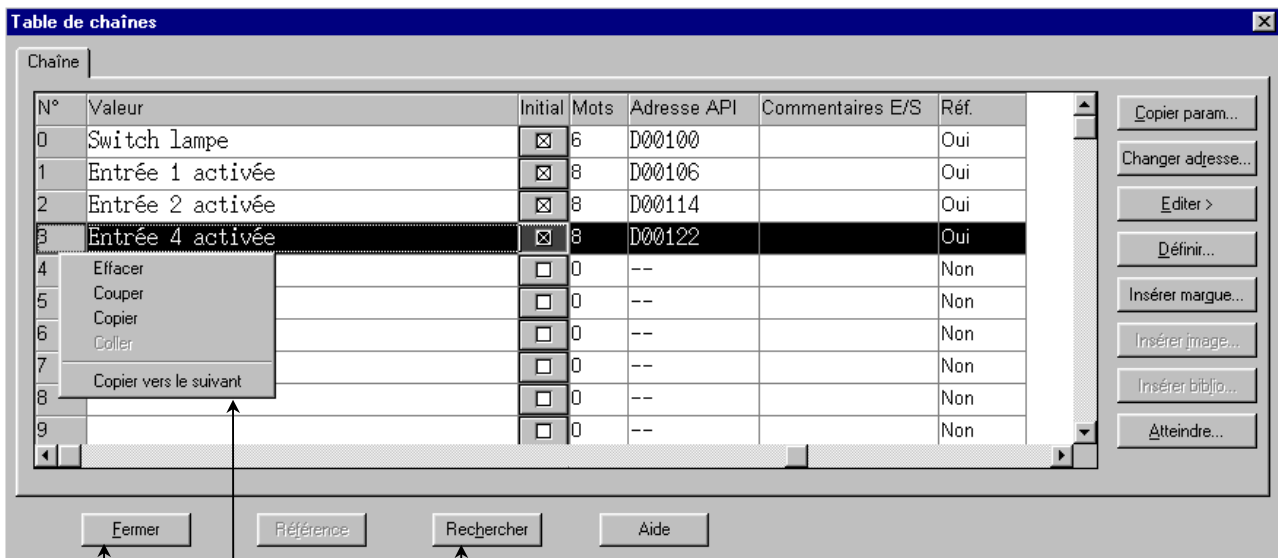 Table de chaînes
Chaîne
N° Valeur Initial Mots Adresse API Commentaires E/S Réf.
0 Switch lampe 6 D00100 Oui
1 Entrée 1 activée 8 D00106 Oui
2 Entrée 2 activée 8 D00114 Oui
3 Entrée 4 activée 8 D00122 Oui
4 0 -- Non
5 0 -- Non
6 0 -- Non
7 0 -- Non
8 0 -- Non
9 0 -- Non
Effacer
Couper
Copier
Coller
Copier vers le suivant
Copier param...
Changer adresse...
Editer >
Définir...
Insérer margue...
Insérer image...
Insérer biblio...
Atteindre...
Fermer Référence Rechercher Aide